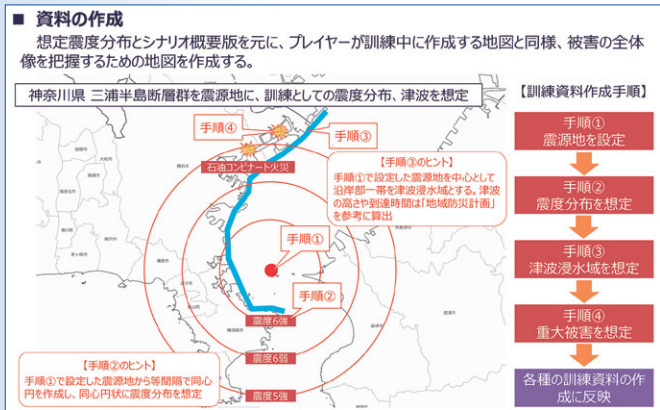 ■ 資料の作成
想定震度分布とシナリオ概要版を元に、プレイヤーが訓練中に作成する地図と同様、被害の全体
像を把握するための地図を作成する。
神奈川県 三浦半島断層群を震源地に、訓練としての震度分布、津波を想定
【訓練資料作成手順】
手順④
手順③
石油コンビナート火災
【手順③のヒント】
手順①で設定した震源地を中心として
沿岸部一帯を津波浸水域とする。津波
の高さや到達時間は「地域防災計画」
を参考に算出
手順①
手順②
震度6強
震度6弱
震度5強
【手順②のヒント】
手順①で設定した震源地から等間隔で同心
円を作成し、同心円状に震度分布を想定
手順①
震源地を設定
手順②
震度分布を想定
手順③
津波浸水域を想定
手順④
重大被害を想定
各種の訓練資料の作
成に反映